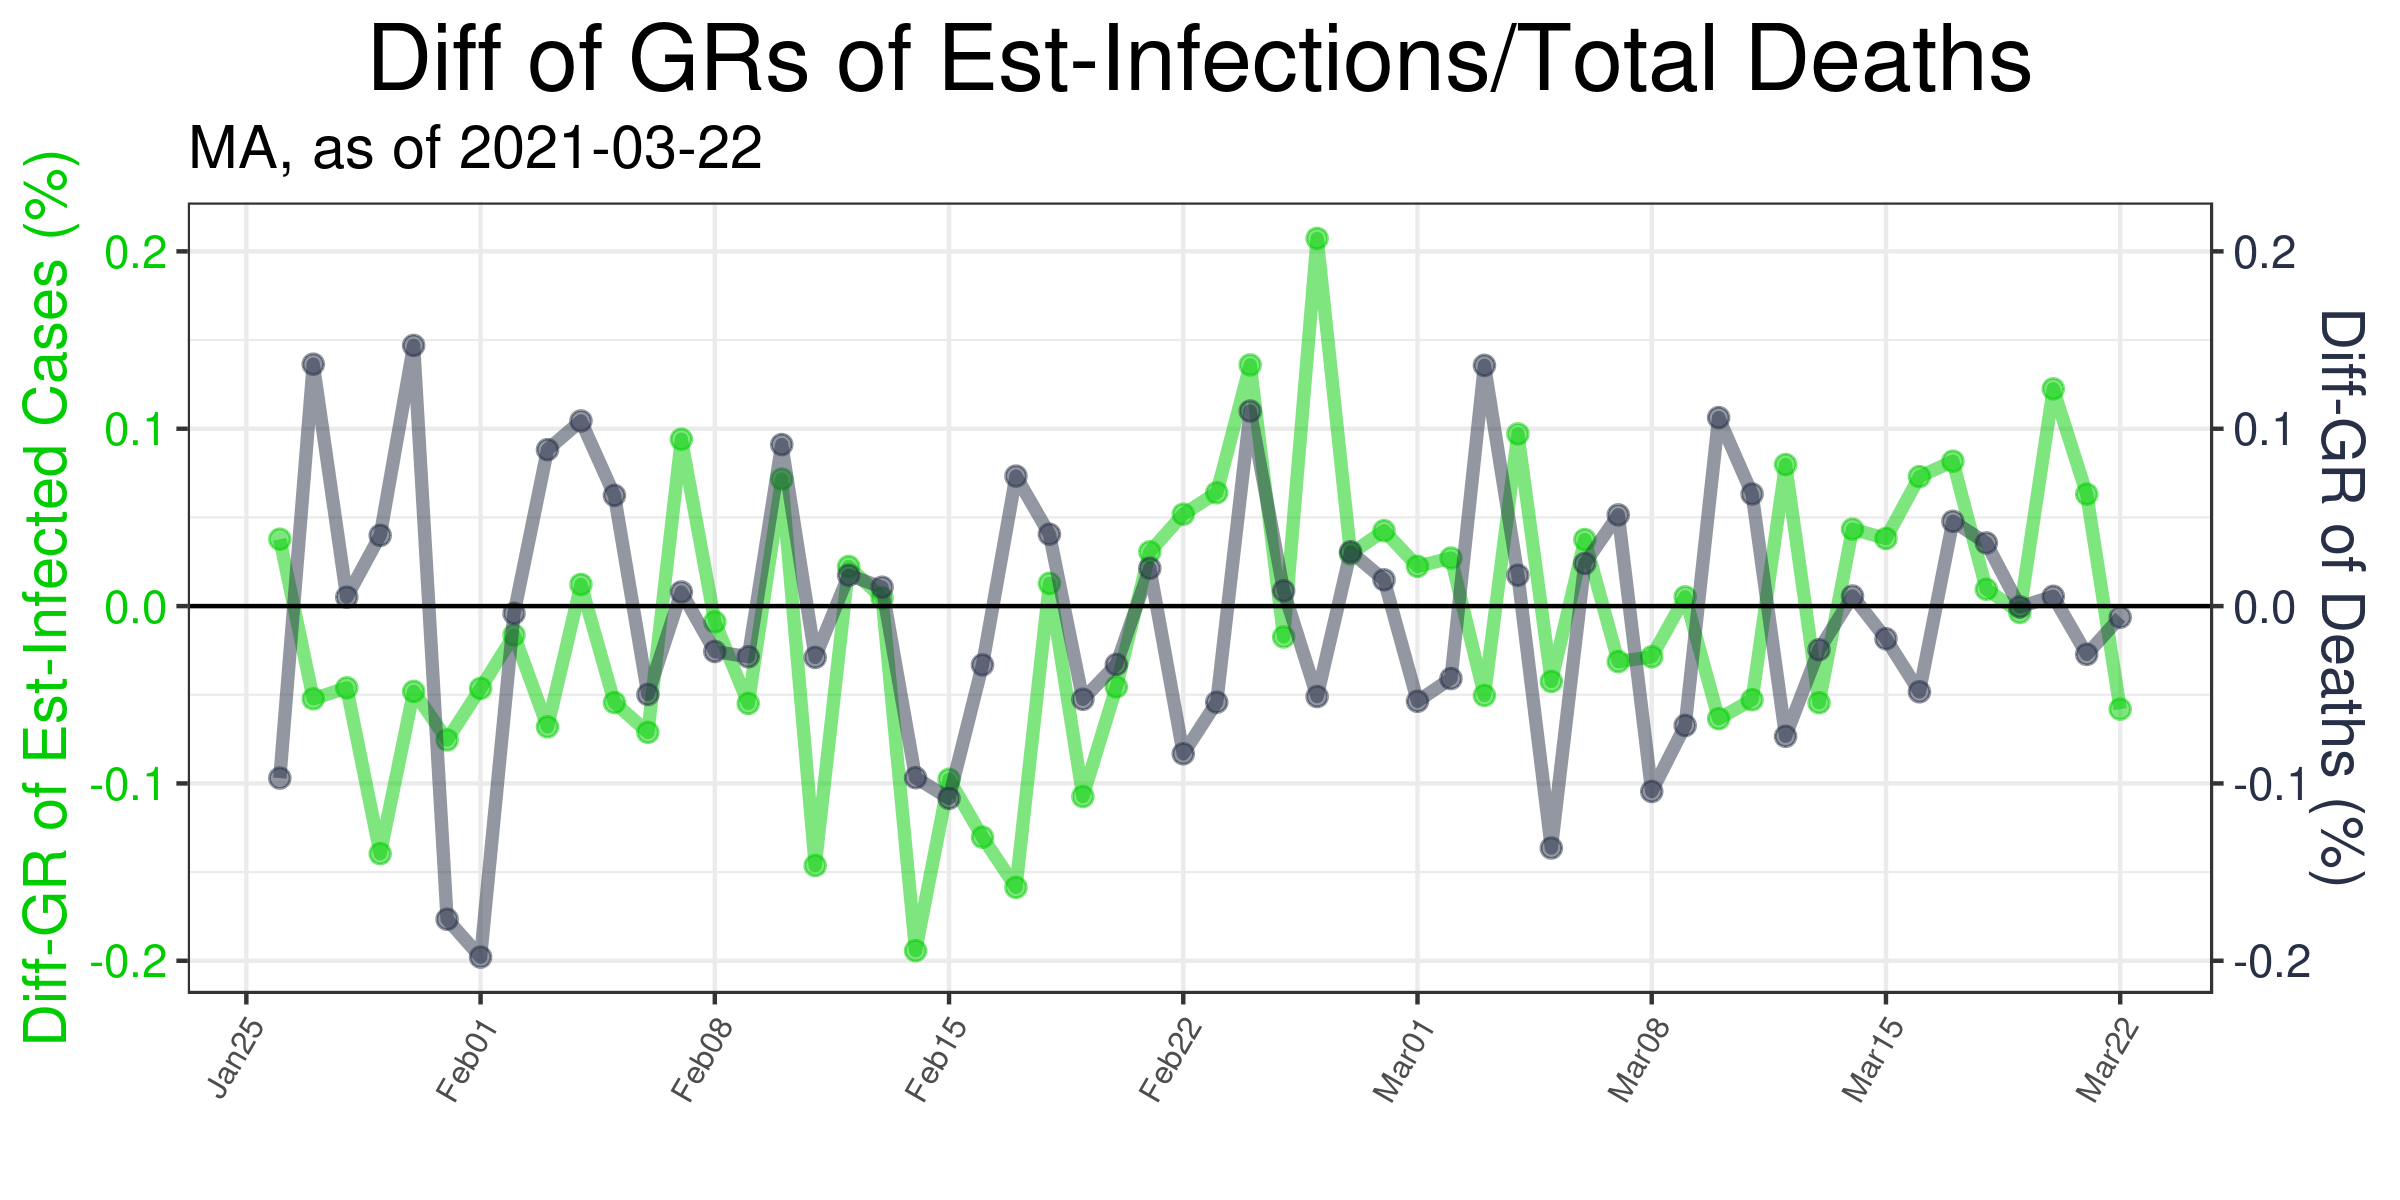 Diff of GRs of Est-Infections/Total Deaths
MA, as of 2021-03-22
Diff-GR of Est-Infected Cases (%)
0.2
0.1
0.0
-0.1
-0.2
0.2
0.1
0.0
-0.1
-0.2
Diff-GR of Deaths (%)
Jan25
Feb01
Feb08
Feb15
Feb22
Mar01
Mar08
Mar15
Mar22